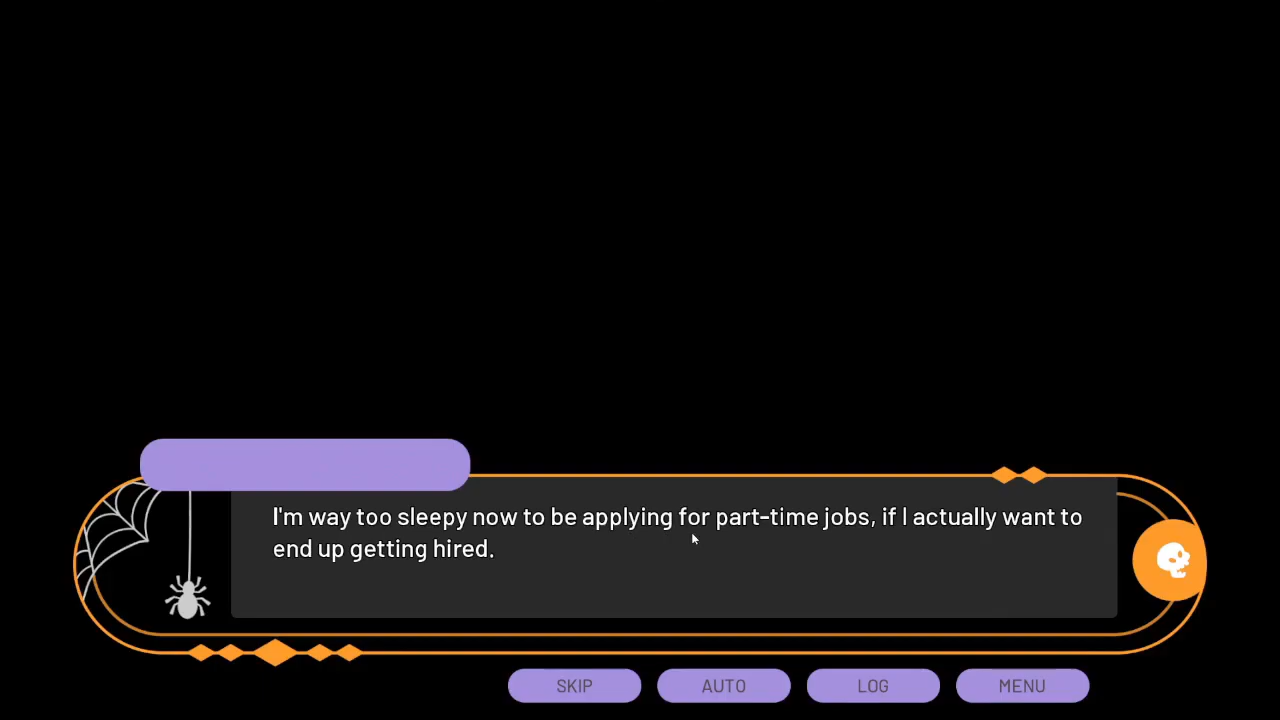 I'm way too sleepy now to be applying for part-time jobs, if I actually want to
end up getting hired.
SKIP
AUTO
LOG
MENU